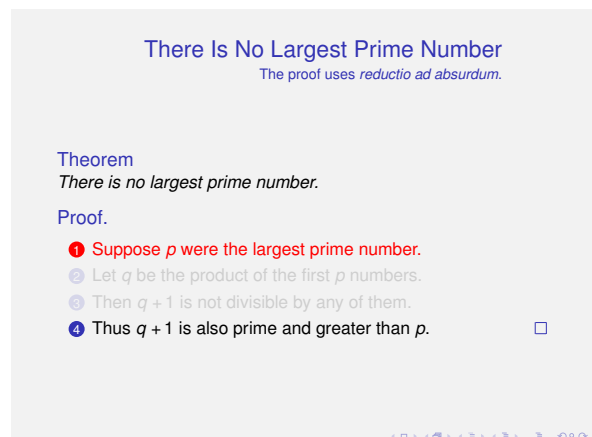 There Is No Largest Prime Number
The proof uses reductio ad absurdum.
Theorem
There is no largest prime number.
Proof.
1 Suppose p were the largest prime number.
2 Let q be the product of the first p numbers.
3 Then q + 1 is not divisible by any of them.
4 Thus q + 1 is also prime and greater than p. □